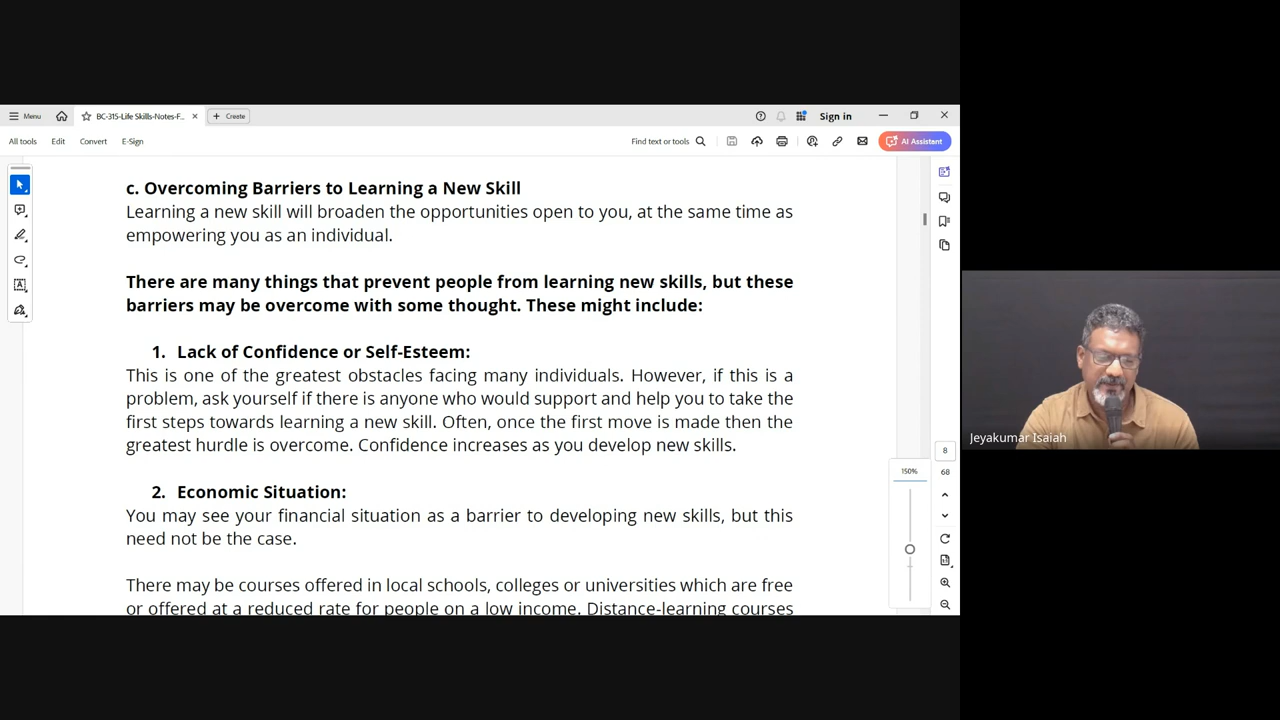 Menu
BC-315-Life Skills-Notes-F...
Create
Sign in
All tools
Edit
Convert
E-Sign
Find text or tools
AI Assistant
c. Overcoming Barriers to Learning a New Skill
Learning a new skill will broaden the opportunities open to you, at the same time as
empowering you as an individual.
There are many things that prevent people from learning new skills, but these
barriers may be overcome with some thought. These might include:
1. Lack of Confidence or Self-Esteem:
This is one of the greatest obstacles facing many individuals. However, if this is a
problem, ask yourself if there is anyone who would support and help you to take the
first steps towards learning a new skill. Often, once the first move is made then the
greatest hurdle is overcome. Confidence increases as you develop new skills.
2. Economic Situation:
You may see your financial situation as a barrier to developing new skills, but this
need not be the case.
There may be courses offered in local schools, colleges or universities which are free
or offered at a reduced rate for people on a low income. Distance-learning courses
150%
8
68
Jeyakumar Isaiah